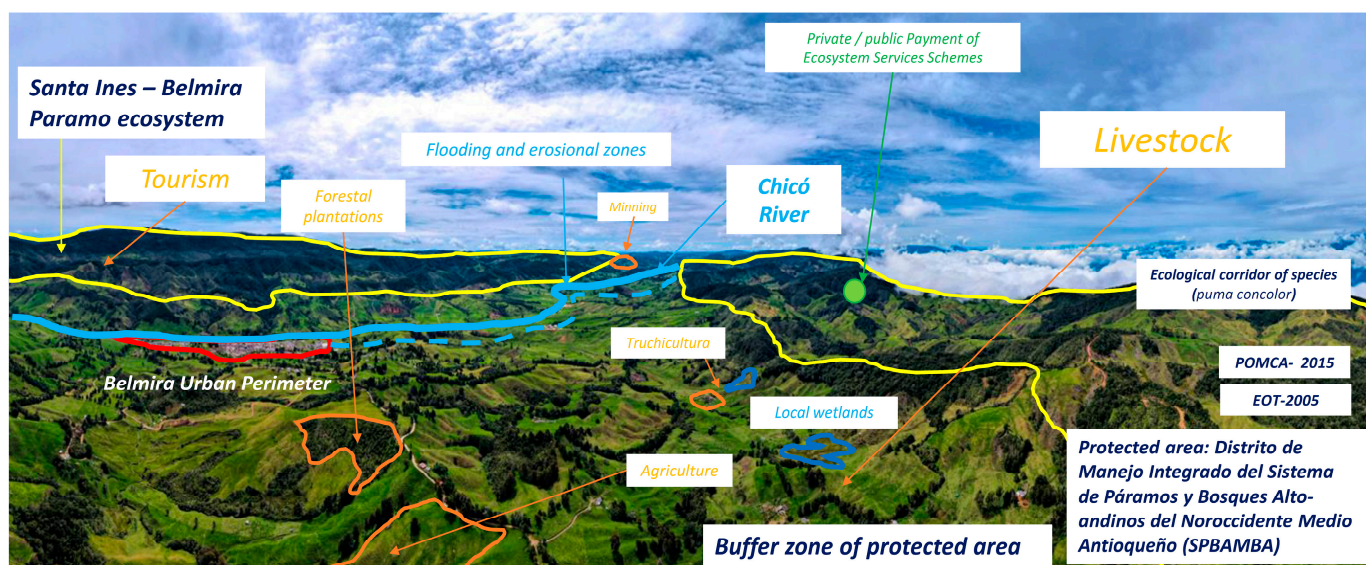 Private / public Payment of
Ecosystem Services Schemes
Santa Ines – Belmira
Paramo ecosystem
Livestock
Flooding and erosional zones
Tourism
Chicó
River
Forestal
plantations
Minning
Ecological corridor of species
(puma concolor)
Truchicultura
POMCA- 2015
Belmira Urban Perimeter
EOT-2005
Local wetlands
Agriculture
Protected area: Distrito de
Manejo Integrado del Sistema
de Páramos y Bosques Alto-
andinos del Noroccidente Medio
Antioqueño (SPBAMBA)
Buffer zone of protected area